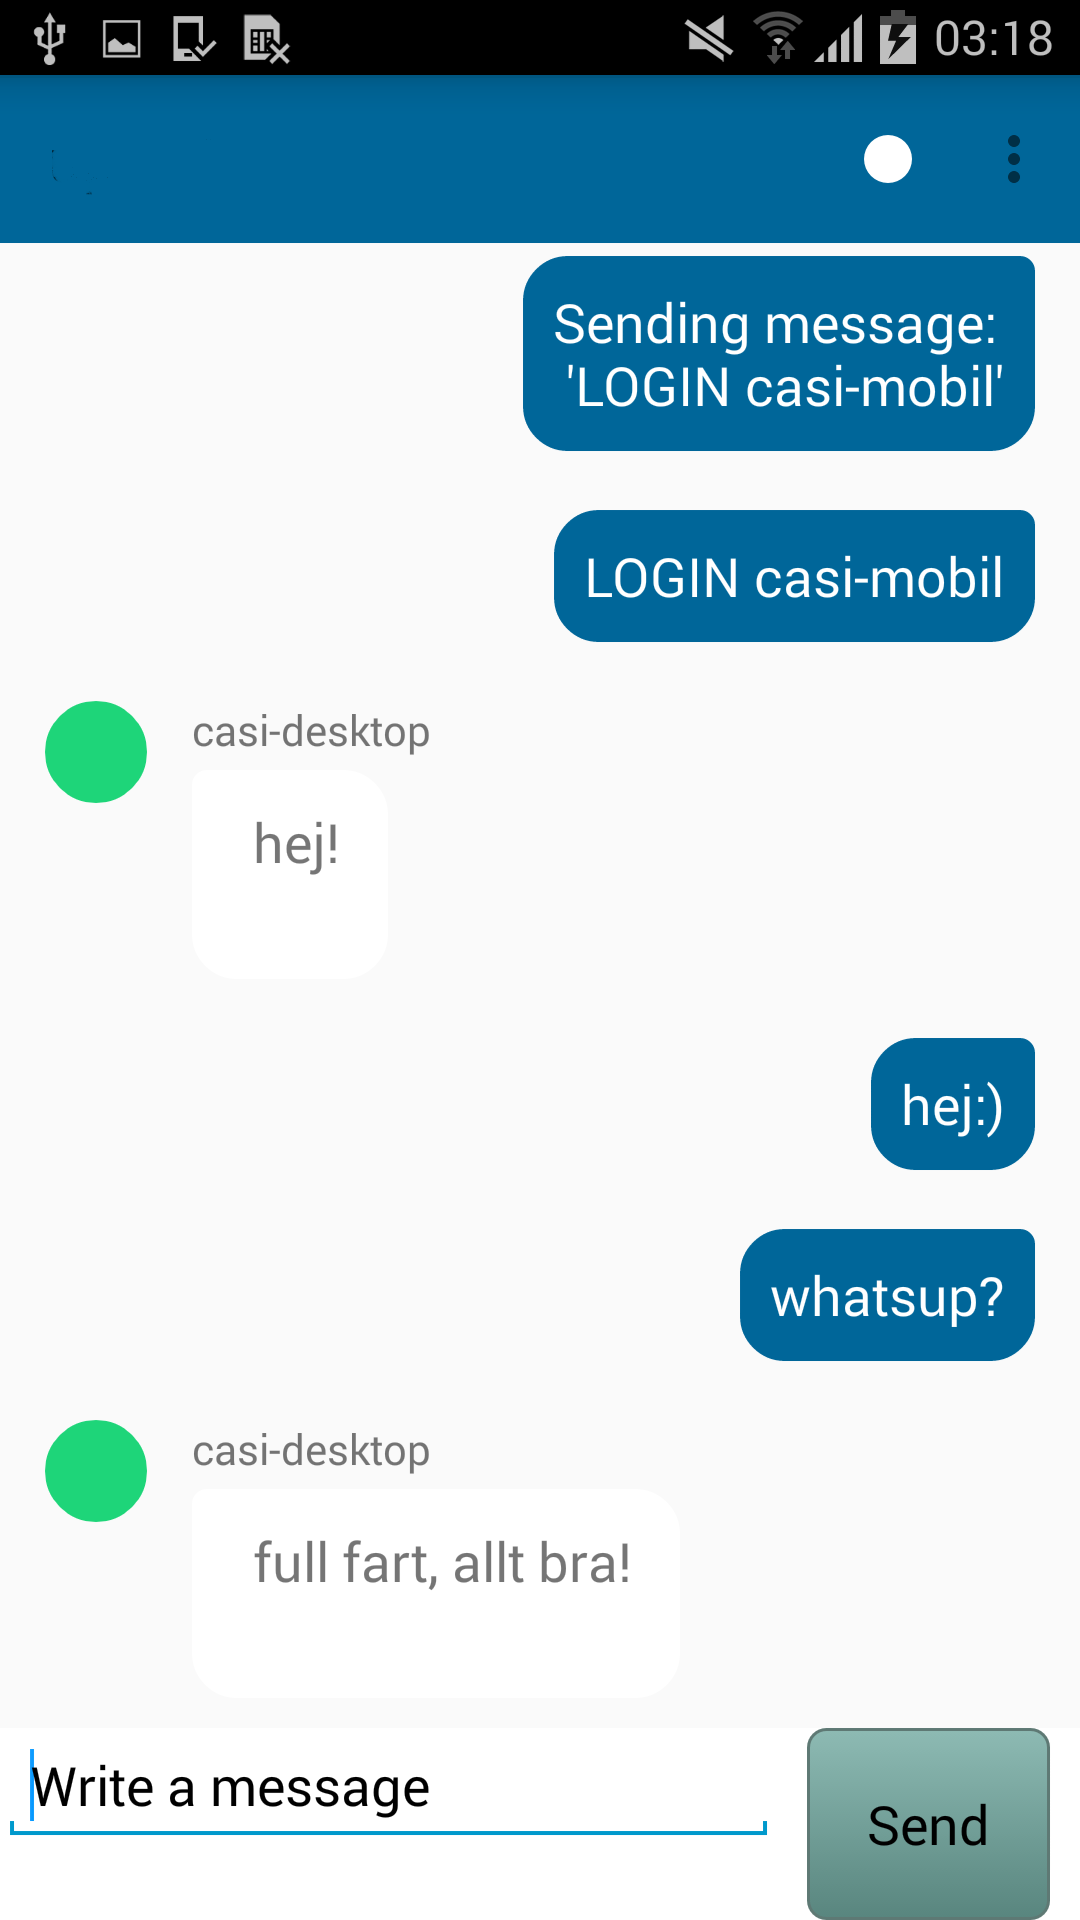 03:18
Sending message:
'LOGIN casi-mobil'
LOGIN casi-mobil
casi-desktop
hej!
hej:)
whatsup?
casi-desktop
full fart, allt bra!
Write a message
Send